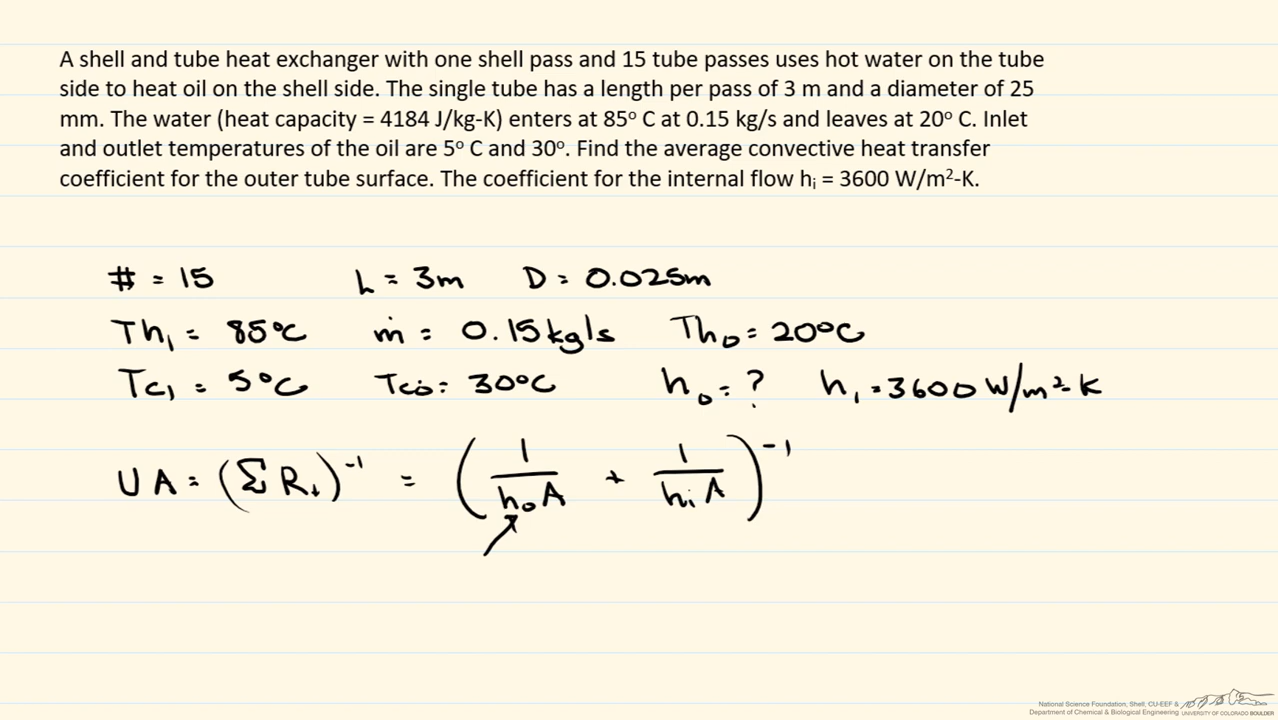 A shell and tube heat exchanger with one shell pass and 15 tube passes uses hot water on the tube
side to heat oil on the shell side. The single tube has a length per pass of 3 m and a diameter of 25
mm. The water (heat capacity = 4184 J/kg-K) enters at 85° C at 0.15 kg/s and leaves at 20° C. Inlet
and outlet temperatures of the oil are 5° C and 30°. Find the average convective heat transfer
coefficient for the outer tube surface. The coefficient for the internal flow hᵢ = 3600 W/m²-K.
# = 15 L = 3m D = 0.025m
Th, = 85°C ṁ = 0.15kg/s Tho = 20°C
Tc, = 5°C Tco = 30°C ho = ? h, = 3600 W/m²-K
UA = (Σ Rt)⁻¹ = (1/hoA + 1/hiA)⁻¹
National Science Foundation, Shell, CU-EEF &
Department of Chemical & Biological Engineering UNIVERSITY OF COLORADO BOULDER